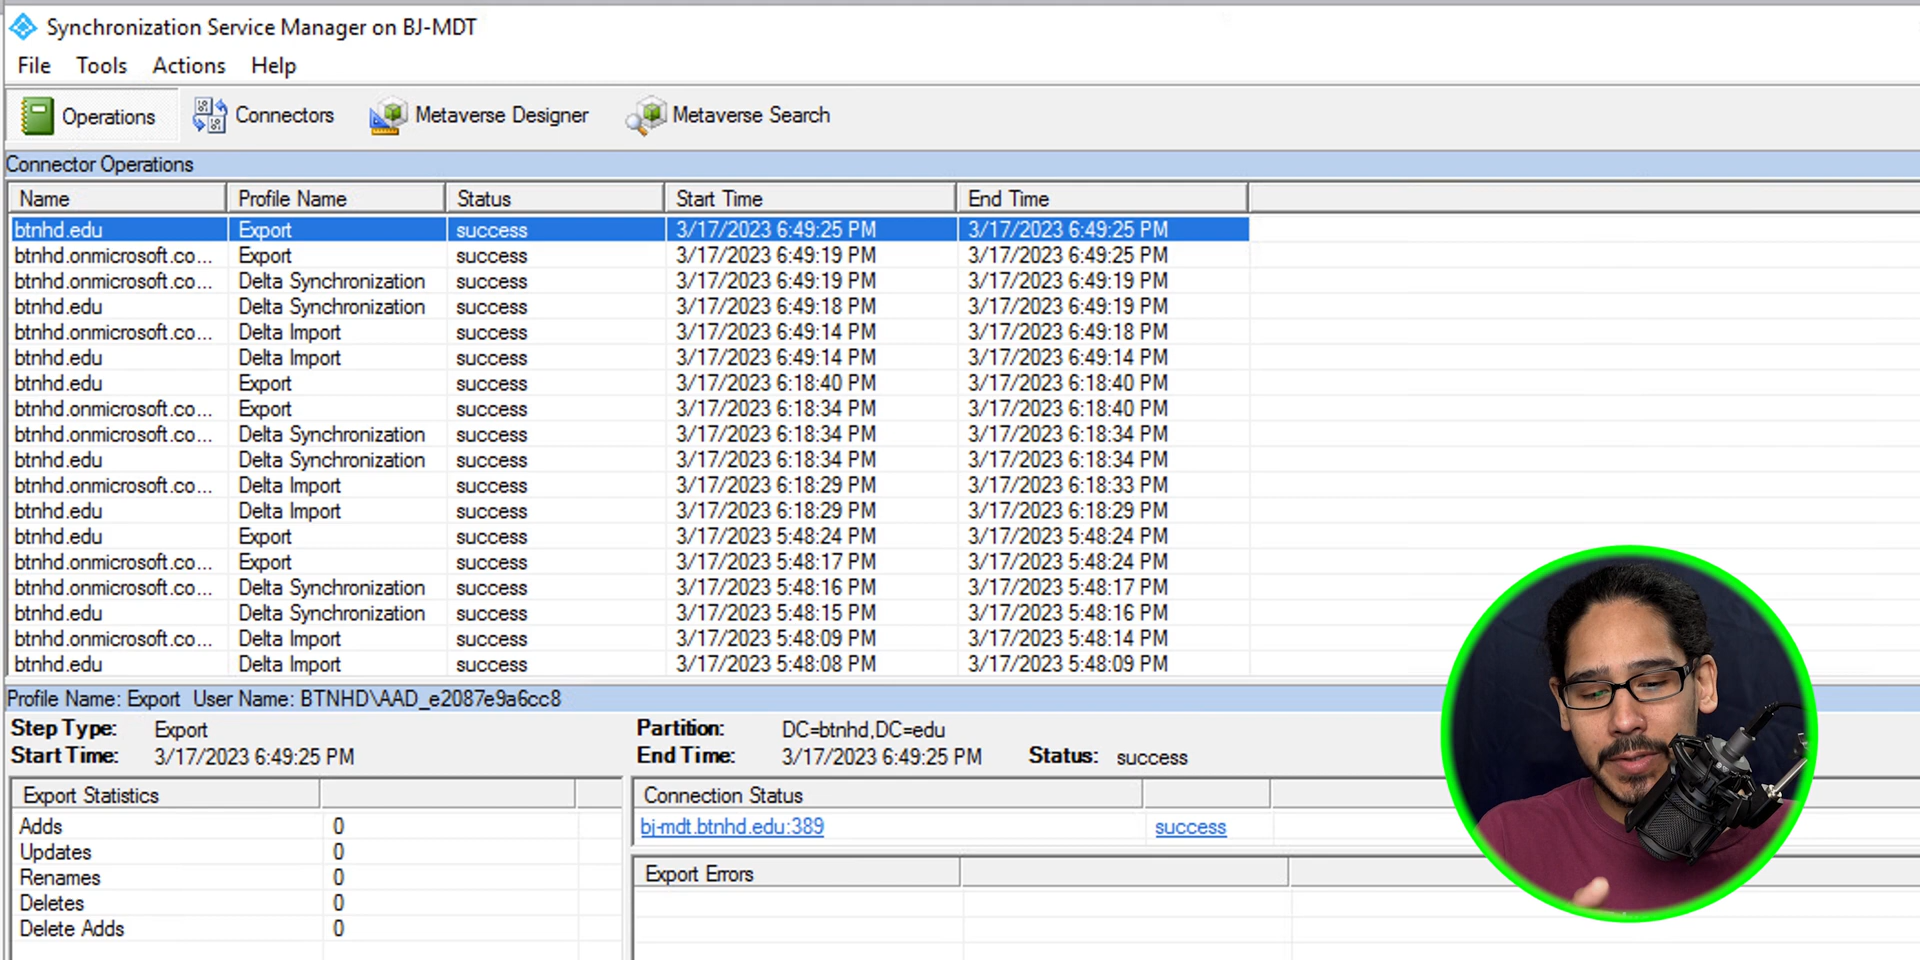 Synchronization Service Manager on BJ-MDT
File Tools Actions Help
Operations Connectors Metaverse Designer Metaverse Search
Connector Operations
Name Profile Name Status Start Time End Time
btnhd.edu Export success 3/17/2023 6:49:25 PM 3/17/2023 6:49:25 PM
btnhd.onmicrosoft.co... Export success 3/17/2023 6:49:19 PM 3/17/2023 6:49:25 PM
btnhd.onmicrosoft.co... Delta Synchronization success 3/17/2023 6:49:19 PM 3/17/2023 6:49:19 PM
btnhd.edu Delta Synchronization success 3/17/2023 6:49:18 PM 3/17/2023 6:49:19 PM
btnhd.onmicrosoft.co... Delta Import success 3/17/2023 6:49:14 PM 3/17/2023 6:49:18 PM
btnhd.edu Delta Import success 3/17/2023 6:49:14 PM 3/17/2023 6:49:14 PM
btnhd.edu Export success 3/17/2023 6:18:40 PM 3/17/2023 6:18:40 PM
btnhd.onmicrosoft.co... Export success 3/17/2023 6:18:34 PM 3/17/2023 6:18:40 PM
btnhd.onmicrosoft.co... Delta Synchronization success 3/17/2023 6:18:34 PM 3/17/2023 6:18:34 PM
btnhd.edu Delta Synchronization success 3/17/2023 6:18:34 PM 3/17/2023 6:18:34 PM
btnhd.onmicrosoft.co... Delta Import success 3/17/2023 6:18:29 PM 3/17/2023 6:18:33 PM
btnhd.edu Delta Import success 3/17/2023 6:18:29 PM 3/17/2023 6:18:29 PM
btnhd.edu Export success 3/17/2023 5:48:24 PM 3/17/2023 5:48:24 PM
btnhd.onmicrosoft.co... Export success 3/17/2023 5:48:17 PM 3/17/2023 5:48:24 PM
btnhd.onmicrosoft.co... Delta Synchronization success 3/17/2023 5:48:16 PM 3/17/2023 5:48:17 PM
btnhd.edu Delta Synchronization success 3/17/2023 5:48:15 PM 3/17/2023 5:48:16 PM
btnhd.onmicrosoft.co... Delta Import success 3/17/2023 5:48:09 PM 3/17/2023 5:48:14 PM
btnhd.edu Delta Import success 3/17/2023 5:48:08 PM 3/17/2023 5:48:09 PM
Profile Name: Export User Name: BTNHD\AAD_e2087e9a6cc8
Step Type: Export Partition: DC=btnhd,DC=edu
Start Time: 3/17/2023 6:49:25 PM End Time: 3/17/2023 6:49:25 PM Status: success
Export Statistics
Adds 0
Updates 0
Renames 0
Deletes 0
Delete Adds 0
Connection Status
bj-mdt.btnhd.edu:389 success
Export Errors